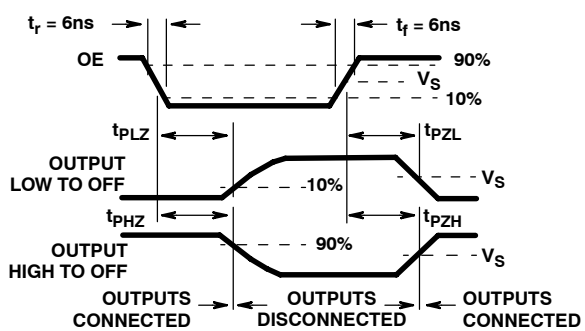 tr = 6ns
tf = 6ns
OE
90%
VS
10%
tPLZ
tPZL
OUTPUT
LOW TO OFF
10%
VS
tPHZ
tPZH
OUTPUT
HIGH TO OFF
90%
VS
OUTPUTS
CONNECTED
OUTPUTS
DISCONNECTED
OUTPUTS
CONNECTED